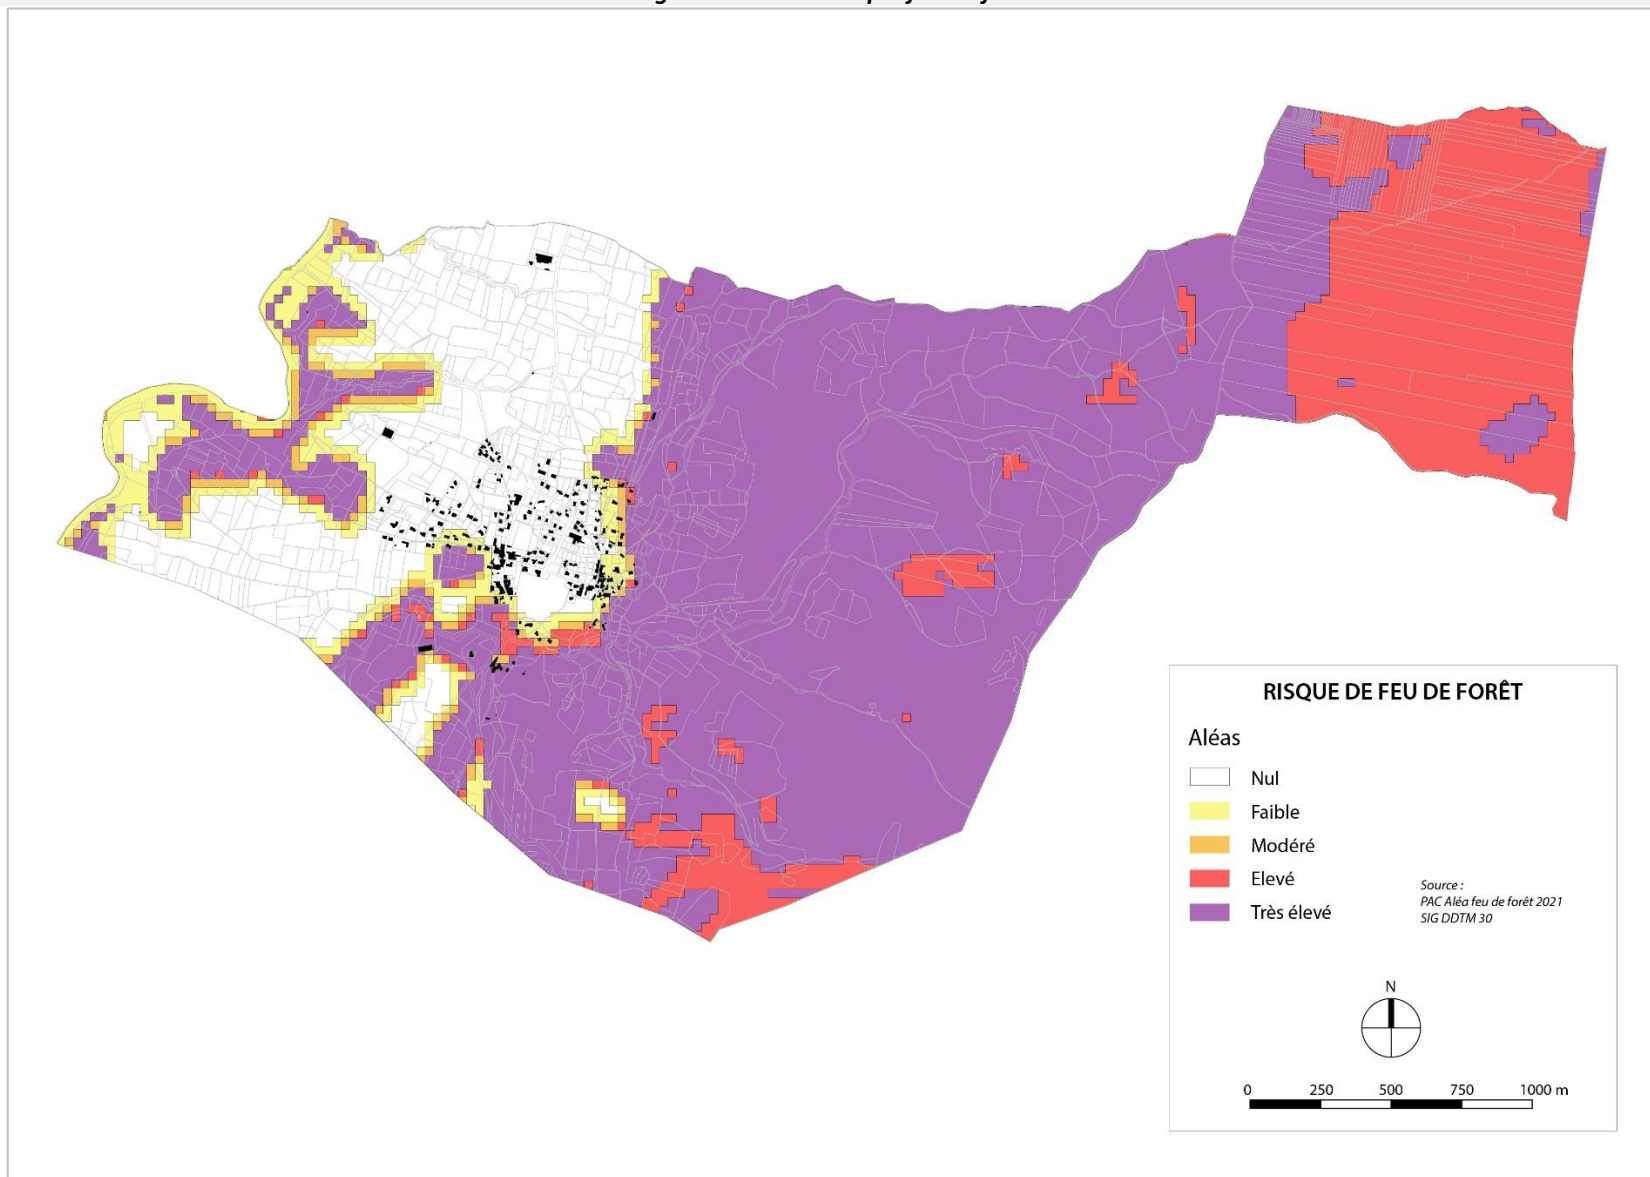 RISQUE DE FEU DE FORÊT
Aléas
Nul
Faible
Modéré
Elevé
Très élevé
Source :
PAC Aléa feu de forêt 2021
SIG DDTM 30
N
0 250 500 750 1000 m